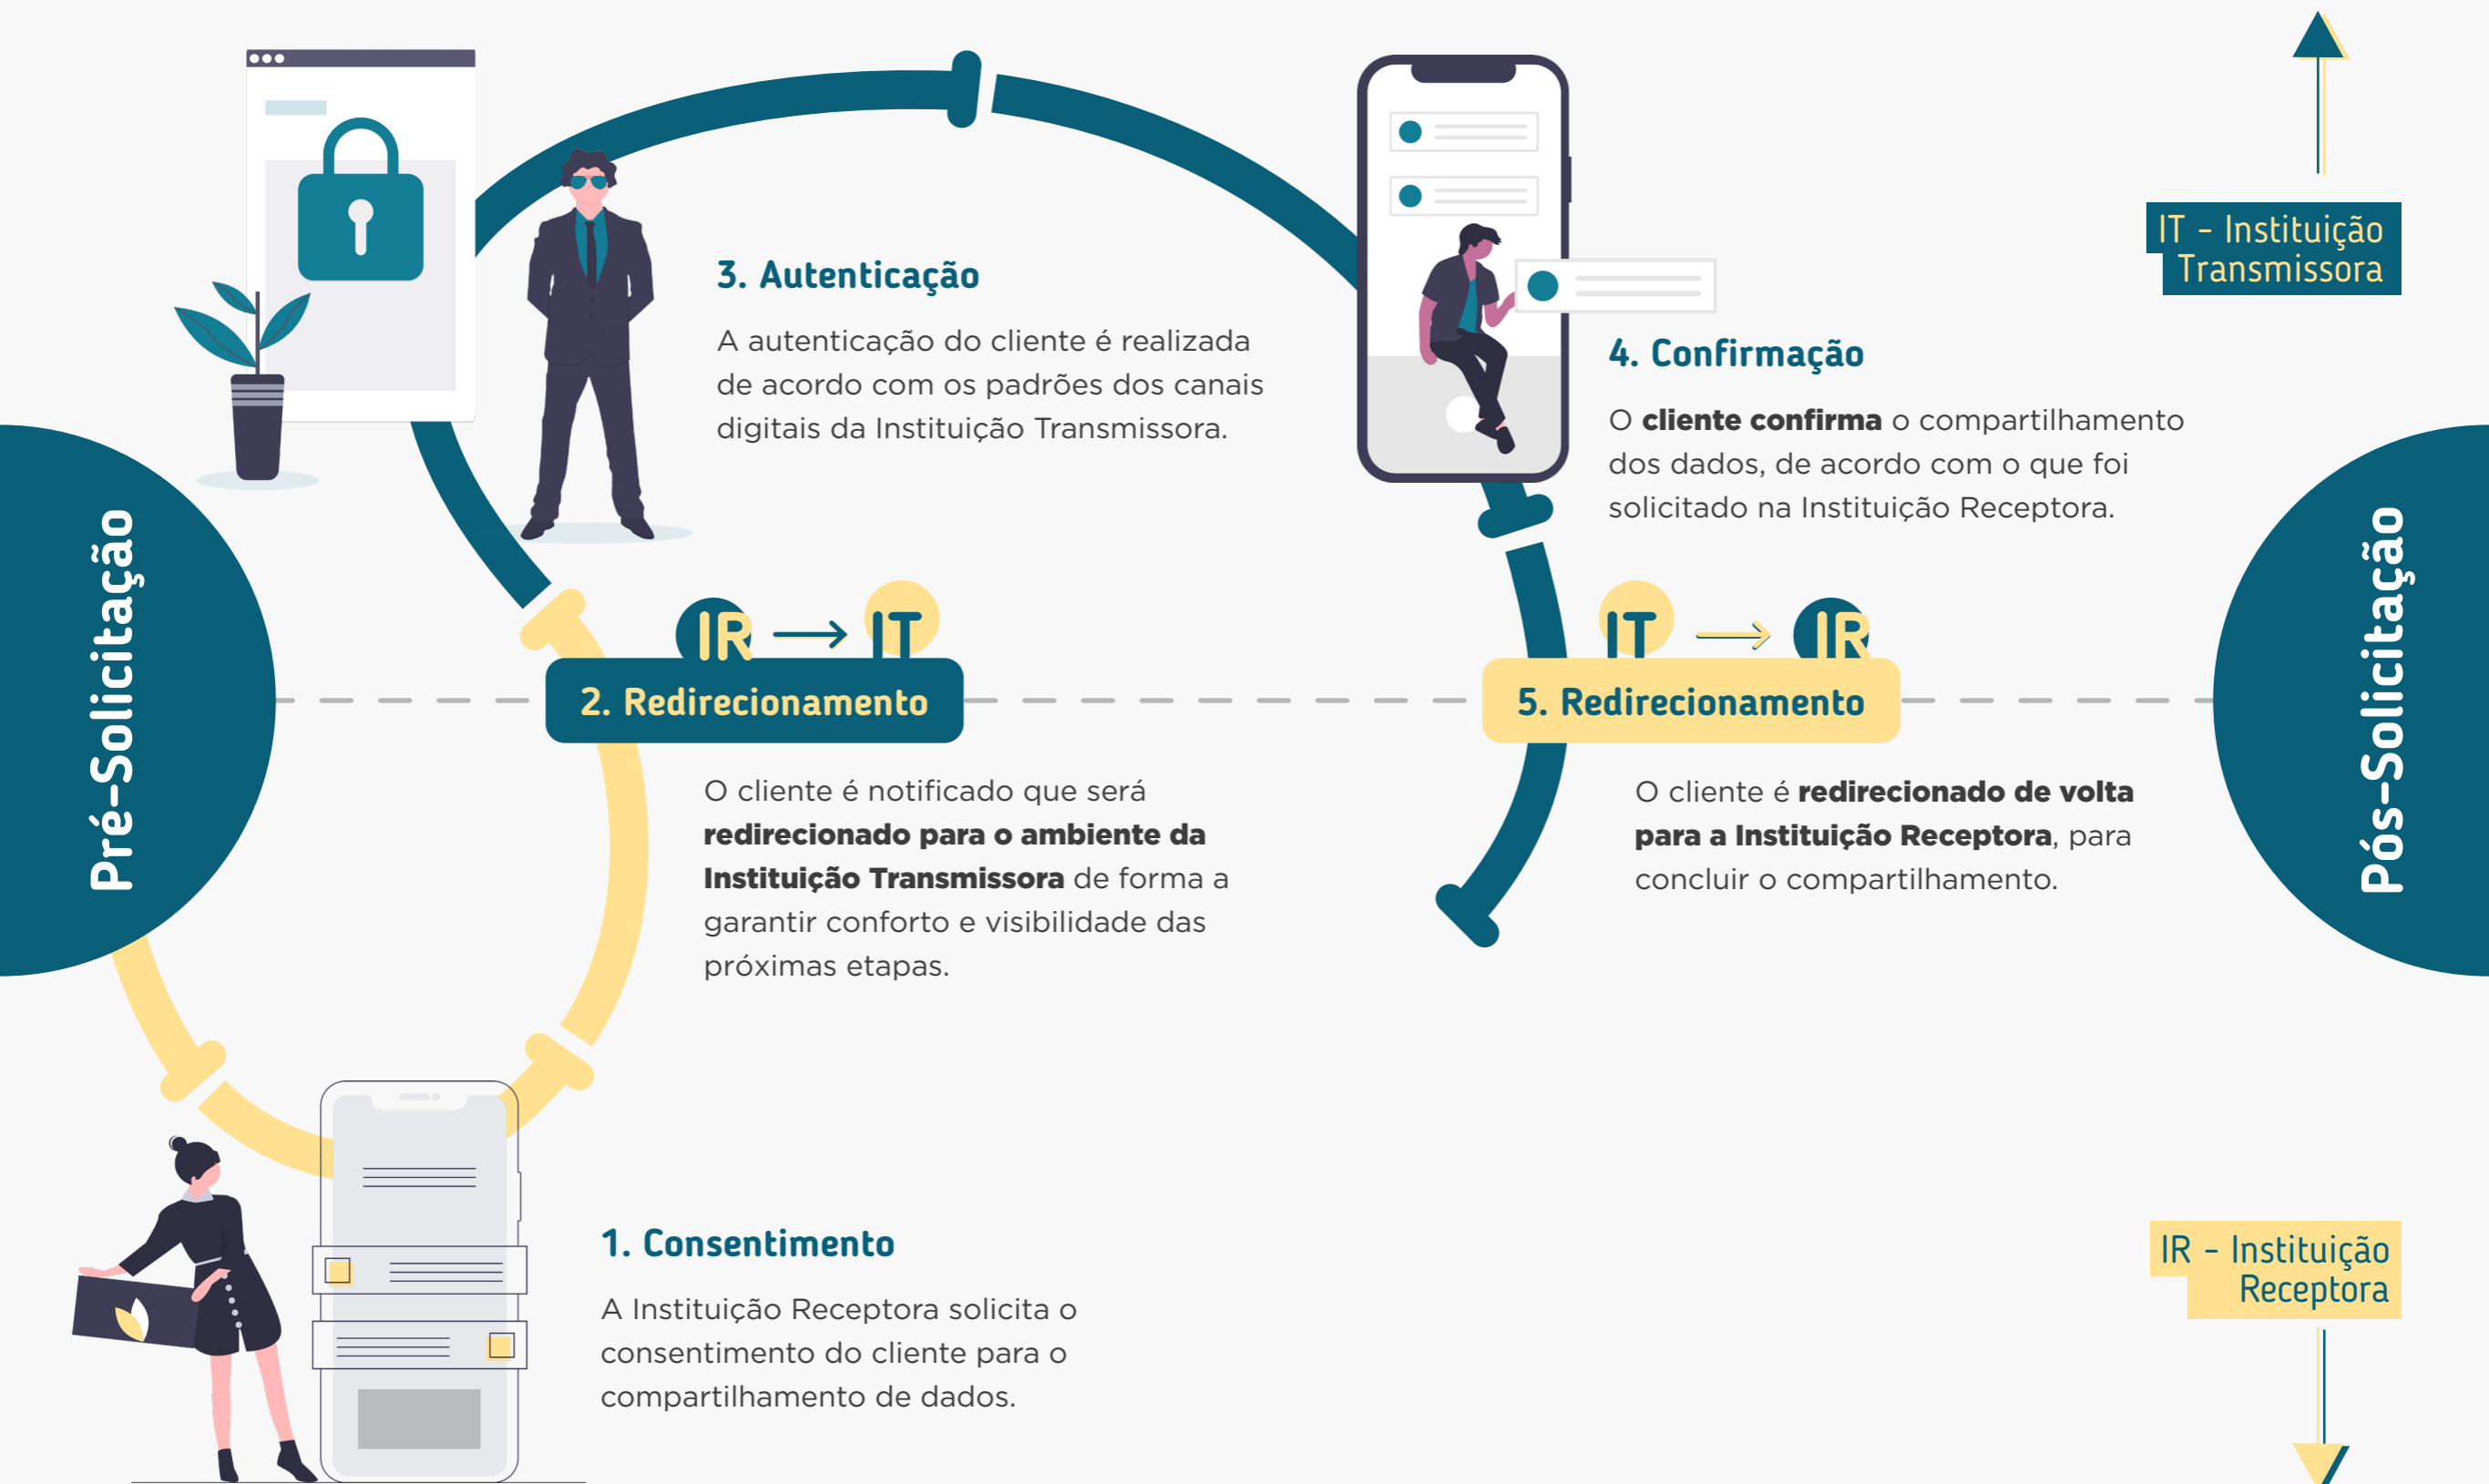 Pré-Solicitação
3. Autenticação
A autenticação do cliente é realizada
de acordo com os padrões dos canais
digitais da Instituição Transmissora.
4. Confirmação
O cliente confirma o compartilhamento
dos dados, de acordo com o que foi
solicitado na Instituição Receptora.
IT - Instituição
Transmissora
IR → IT
2. Redirecionamento
O cliente é notificado que será
redirecionado para o ambiente da
Instituição Transmissora de forma a
garantir conforto e visibilidade das
próximas etapas.
IT → IR
5. Redirecionamento
O cliente é redirecionado de volta
para a Instituição Receptora, para
concluir o compartilhamento.
Pós-Solicitação
1. Consentimento
A Instituição Receptora solicita o
consentimento do cliente para o
compartilhamento de dados.
IR - Instituição
Receptora